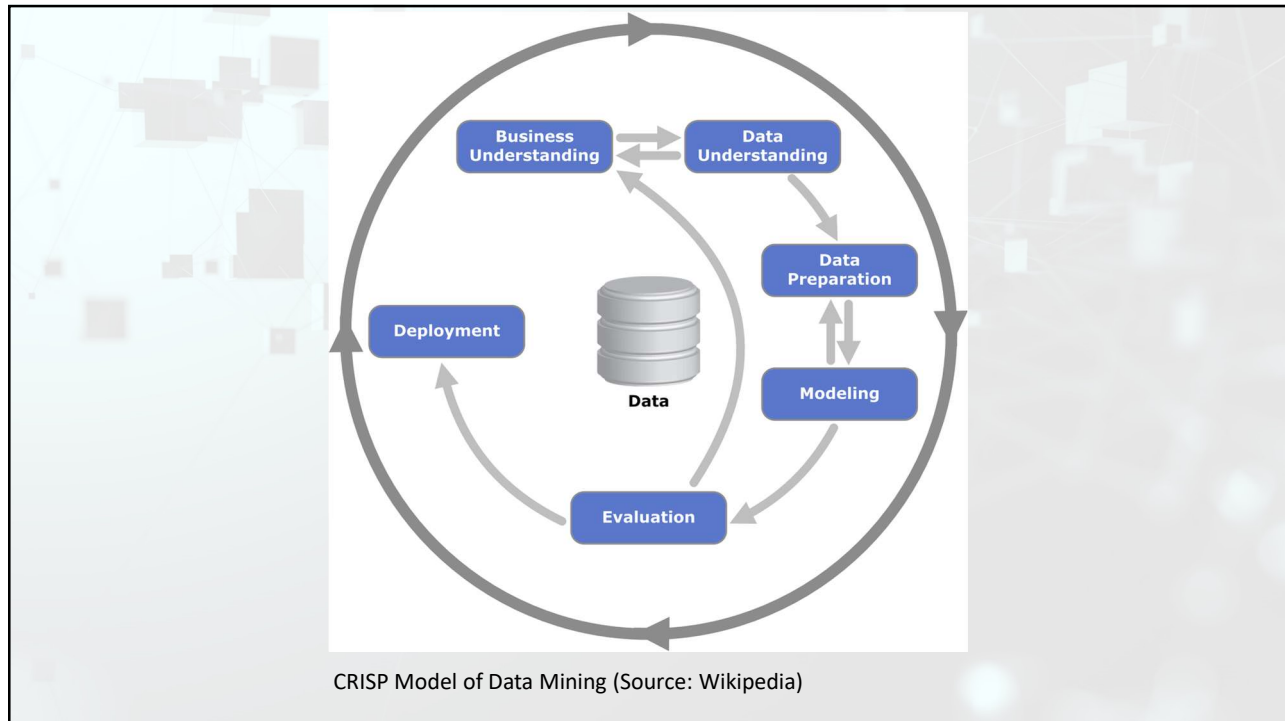 Business
Understanding
Data
Understanding
Data
Preparation
Deployment
Modeling
Data
Evaluation
CRISP Model of Data Mining (Source: Wikipedia)